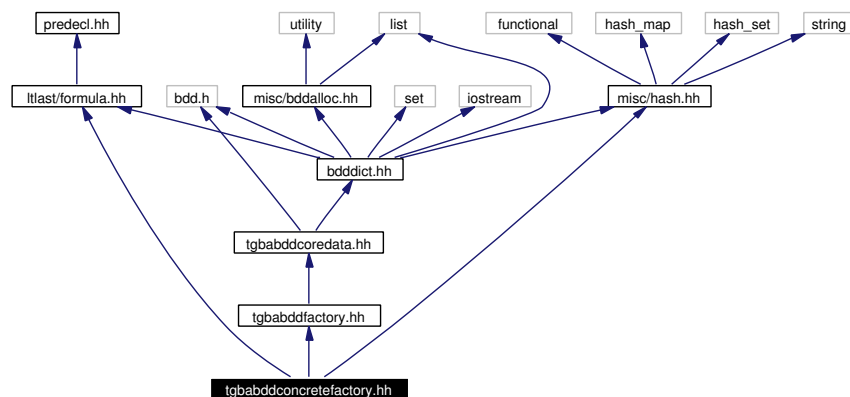 predecl.hh utility list functional hash_map hash_set string
ltlast/formula.hh bdd.h misc/bddalloc.hh set iostream misc/hash.hh
bdddict.hh
tgbabddcoredata.hh
tgbabddfactory.hh
tgbabddconcretefactory.hh